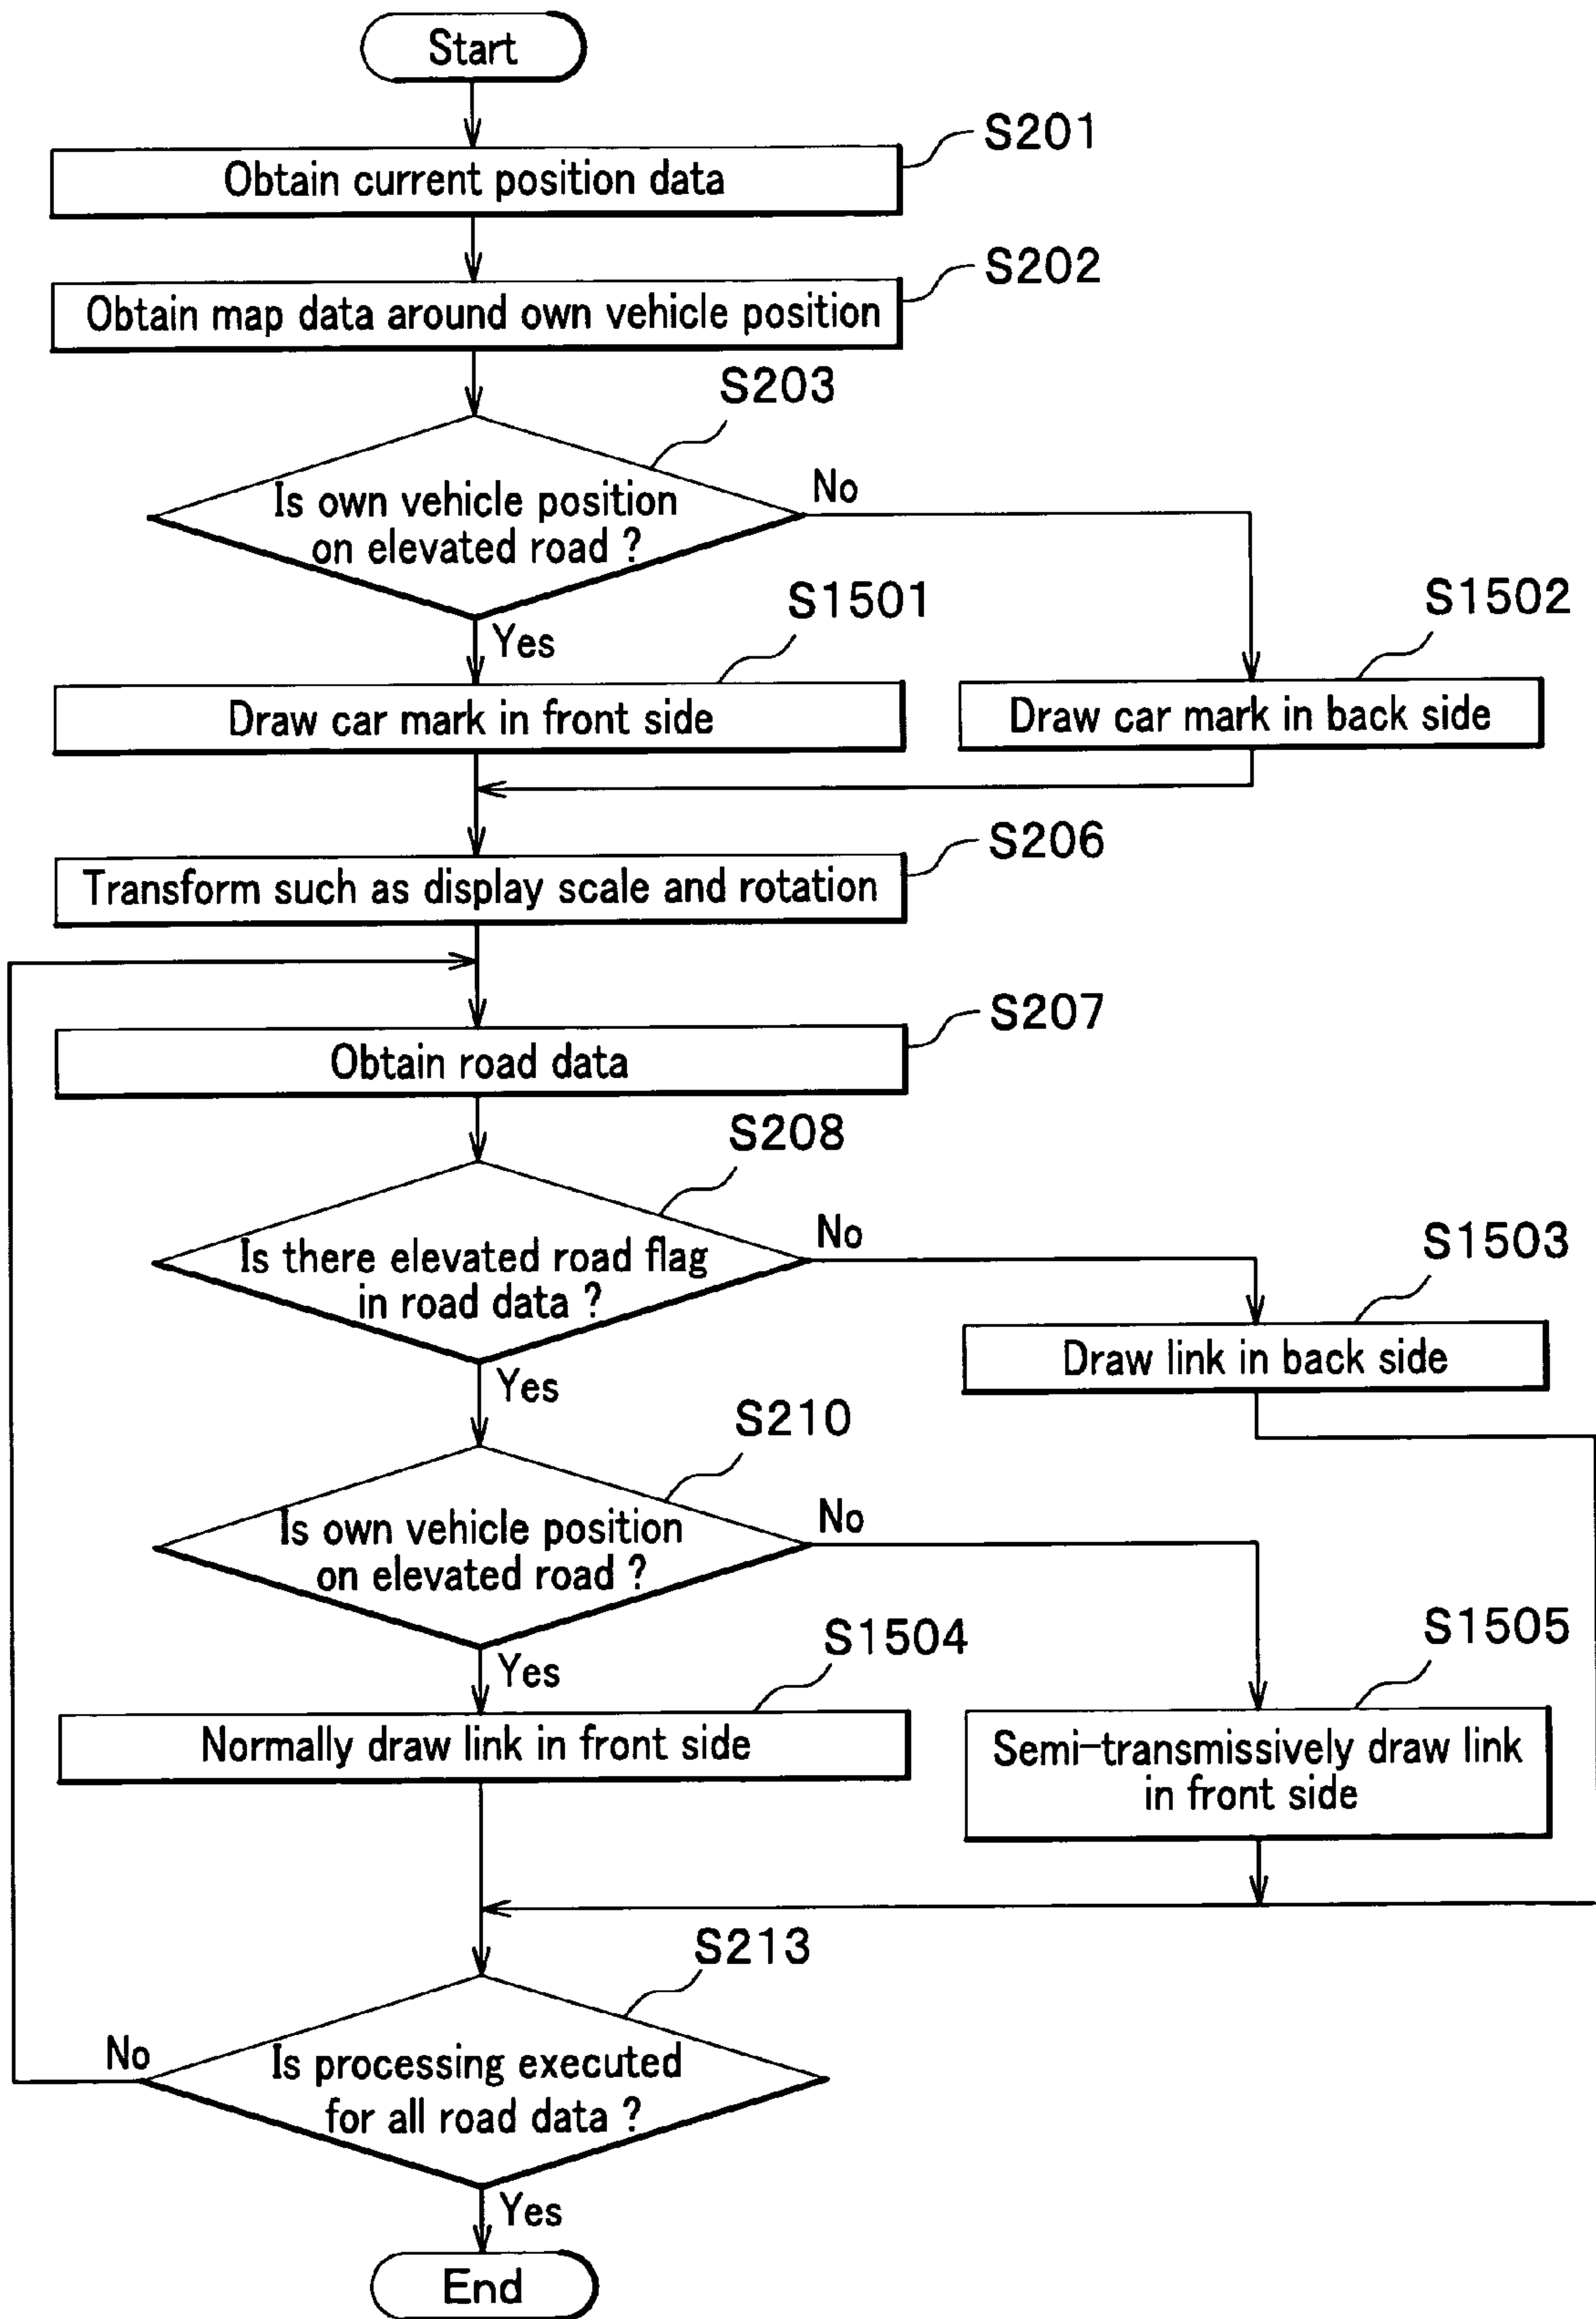 Start
S201
Obtain current position data
S202
Obtain map data around own vehicle position
S203
Is own vehicle position
on elevated road ?
No
Yes
S1501
Draw car mark in front side
S1502
Draw car mark in back side
S206
Transform such as display scale and rotation
S207
Obtain road data
S208
Is there elevated road flag
in road data ?
No
Yes
S1503
Draw link in back side
S210
Is own vehicle position
on elevated road ?
No
Yes
S1504
Normally draw link in front side
S1505
Semi-transmissively draw link
in front side
S213
Is processing executed
for all road data ?
No
Yes
End